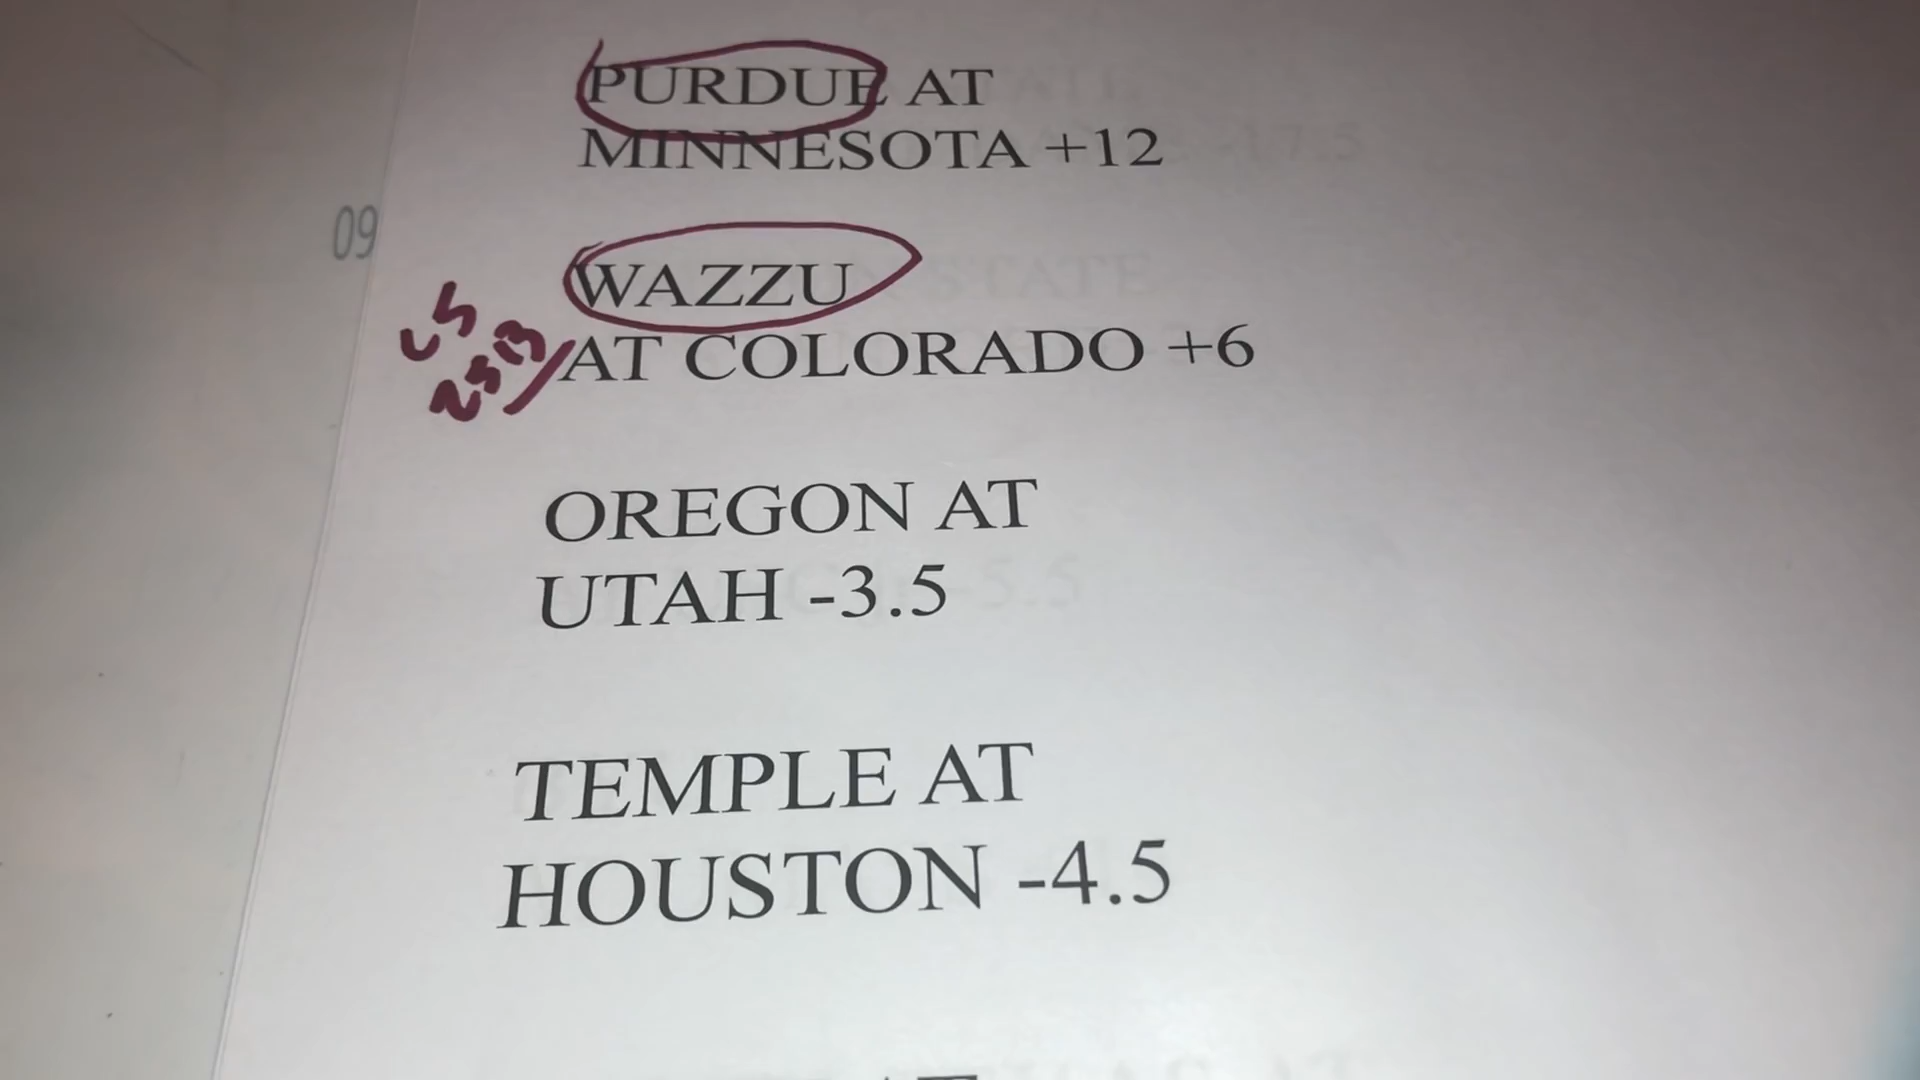 PURDUE AT
MINNESOTA +12
09
WAZZU
AT COLORADO +6
OREGON AT
UTAH -3.5
TEMPLE AT
HOUSTON -4.5